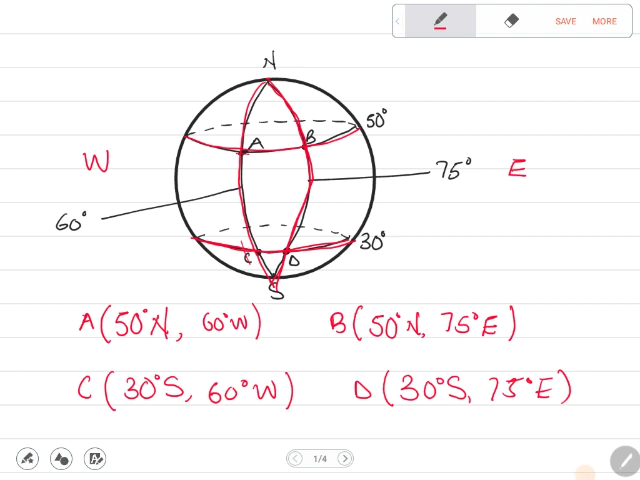 SAVE MORE
N
50°
A B
W E
75°
60°
30°
C D
S
A(50°N, 60°W) B(50°N, 75°E)
C(30°S, 60°W) D(30°S, 75°E)
1/4